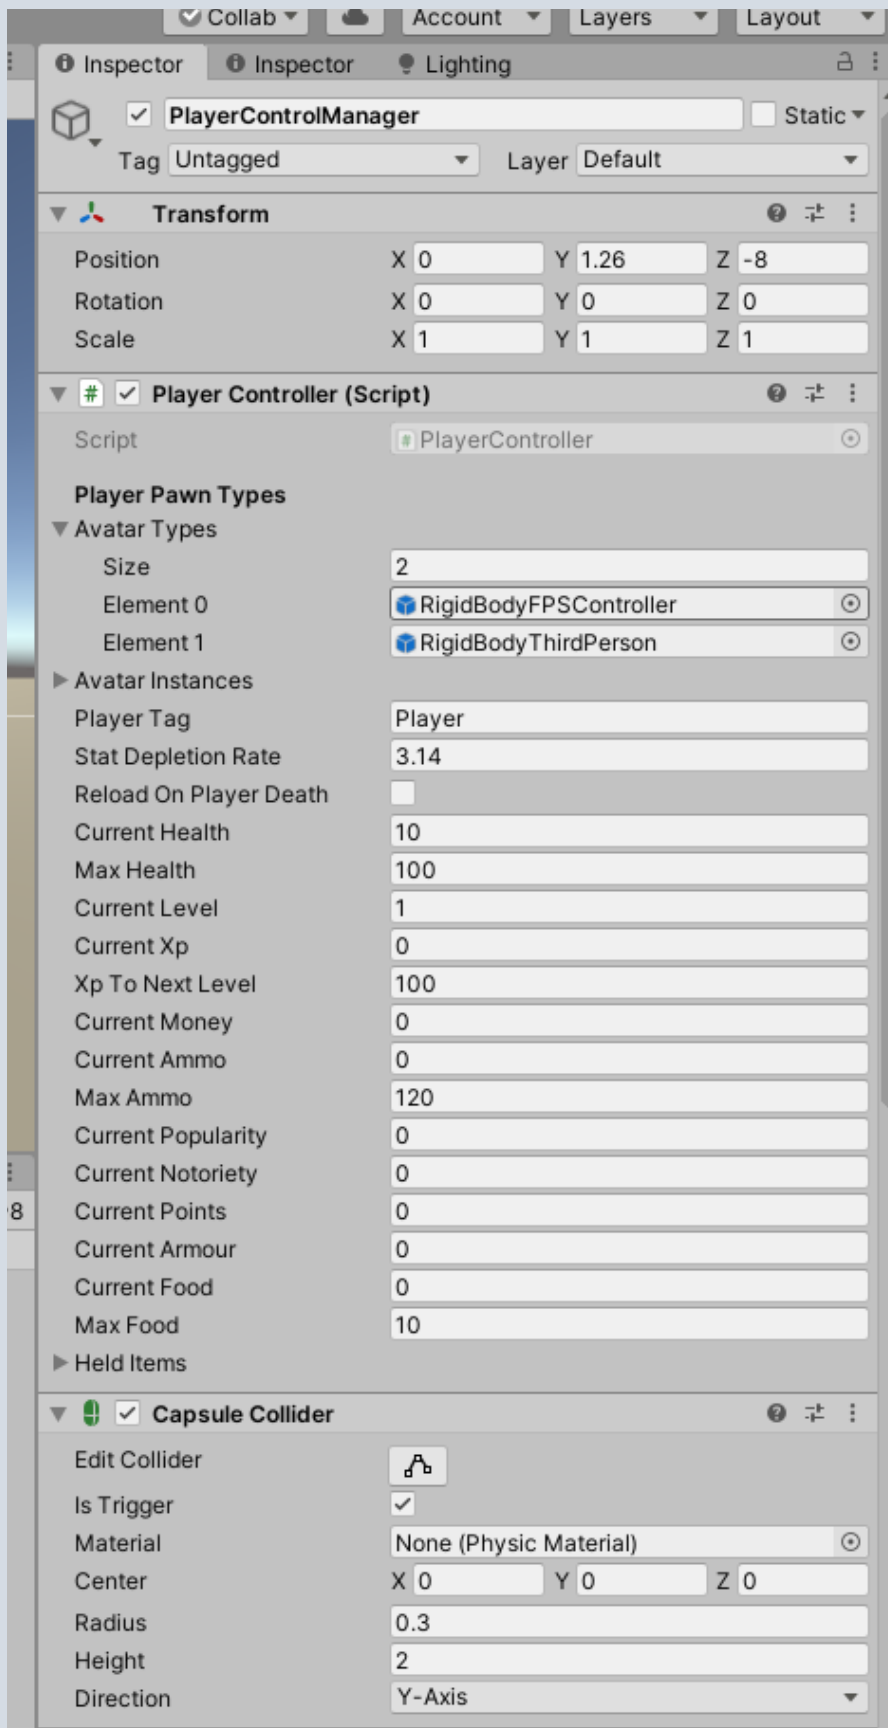 Collab Account Layers Layout
Inspector Inspector Lighting
PlayerControlManager Static
Tag Untagged Layer Default
Transform
Position X 0 Y 1.26 Z -8
Rotation X 0 Y 0 Z 0
Scale X 1 Y 1 Z 1
# Player Controller (Script)
Script # PlayerController
Player Pawn Types
Avatar Types
Size 2
Element 0 RigidBodyFPSController
Element 1 RigidBodyThirdPerson
Avatar Instances
Player Tag Player
Stat Depletion Rate 3.14
Reload On Player Death
Current Health 10
Max Health 100
Current Level 1
Current Xp 0
Xp To Next Level 100
Current Money 0
Current Ammo 0
Max Ammo 120
Current Popularity 0
Current Notoriety 0
8 Current Points 0
Current Armour 0
Current Food 0
Max Food 10
Held Items
Capsule Collider
Edit Collider
Is Trigger
Material None (Physic Material)
Center X 0 Y 0 Z 0
Radius 0.3
Height 2
Direction Y-Axis